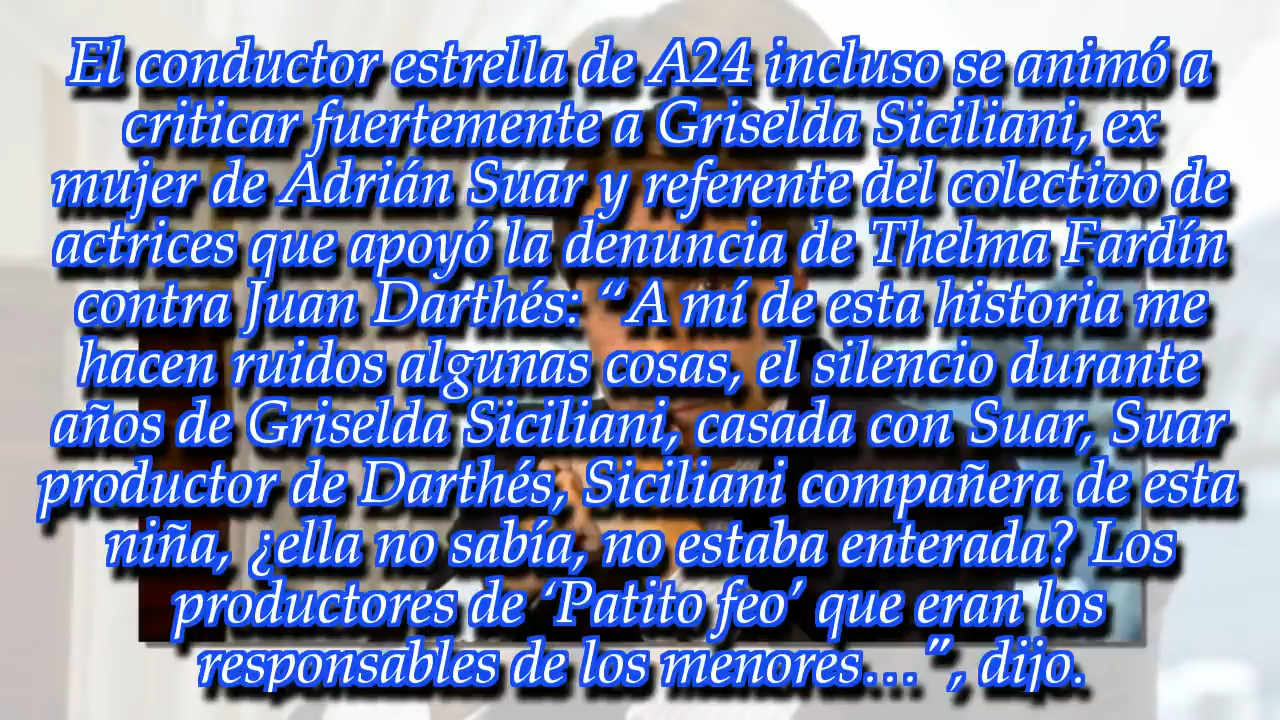 El conductor estrella de A24 incluso se animó a
criticar fuertemente a Griselda Siciliani, ex
mujer de Adrián Suar y referente del colectivo de
actrices que apoyó la denuncia de Thelma Fardín
contra Juan Darthés: “A mí de esta historia me
hacen ruidos algunas cosas, el silencio durante
años de Griselda Siciliani, casada con Suar, Suar
productor de Darthés, Siciliani compañera de esta
niña, ¿ella no sabía, no estaba enterada? Los
productores de ‘Patito feo’ que eran los
responsables de los menores…”, dijo.